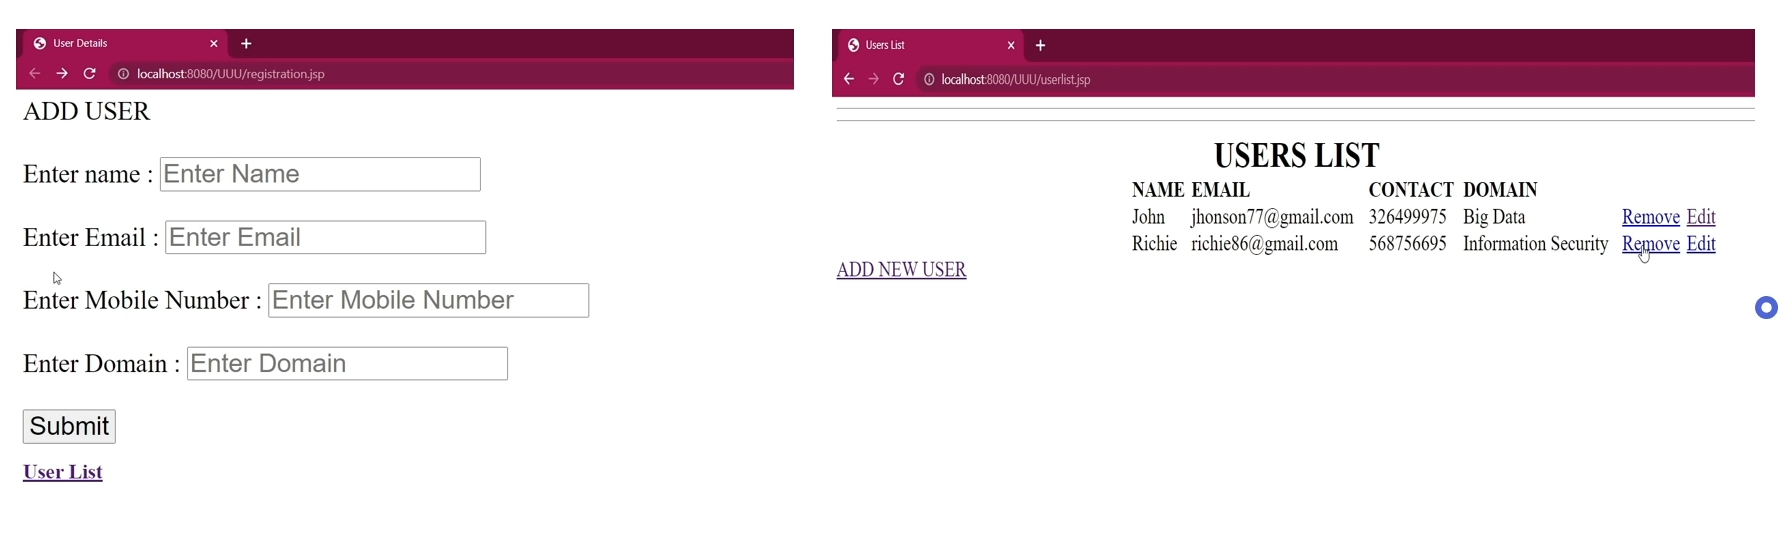 User Details
localhost:8080/UUU/registration.jsp
ADD USER
Enter name : Enter Name
Enter Email : Enter Email
Enter Mobile Number : Enter Mobile Number
Enter Domain : Enter Domain
Submit
User List
Users List
localhost:8080/UUU/userlist.jsp
USERS LIST
NAME EMAIL CONTACT DOMAIN
John jhonson77@gmail.com 326499975 Big Data Remove Edit
Richie richie86@gmail.com 568756695 Information Security Remove Edit
ADD NEW USER